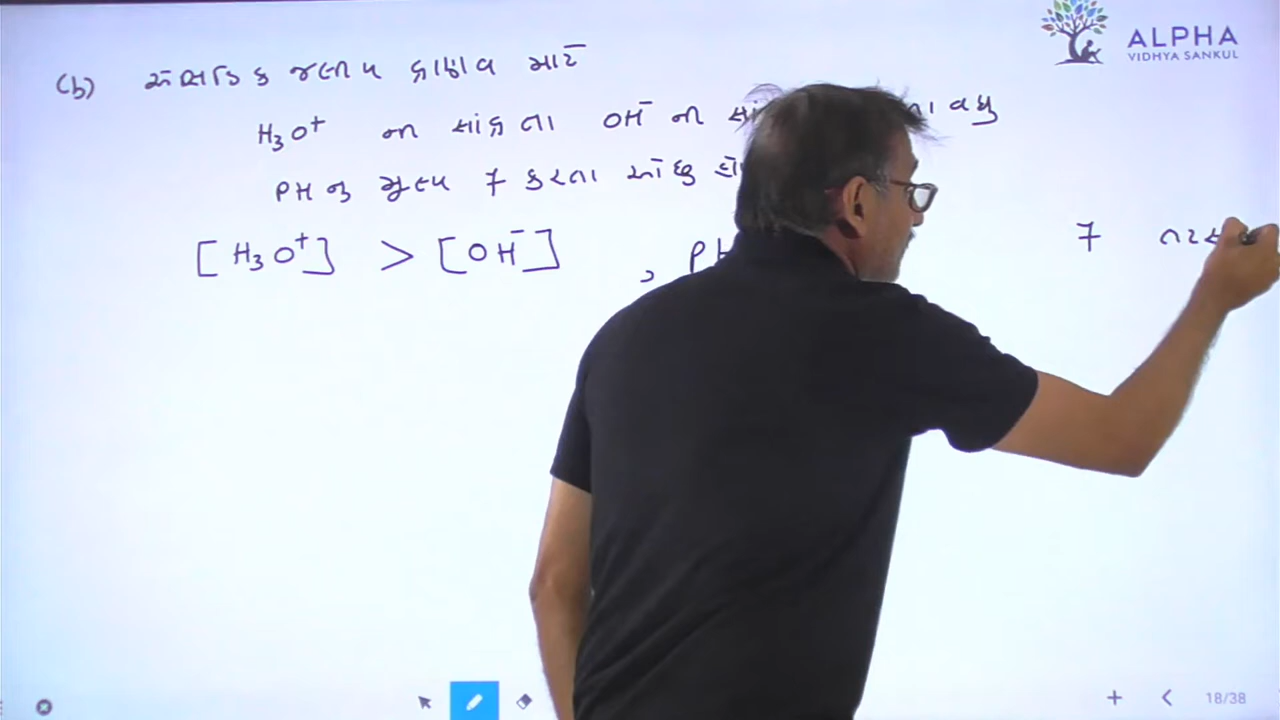 ALPHA
VIDHYA SANKUL
(b) એસીડિક જલીય દ્રાવણ માટે
H₃O⁺ ની સાંદ્રતા OH⁻ ની વધુ
PH નું મુલ્ય 7 કરતા ઓછુ
[H₃O⁺] > [OH⁻] , PH 7
18/38